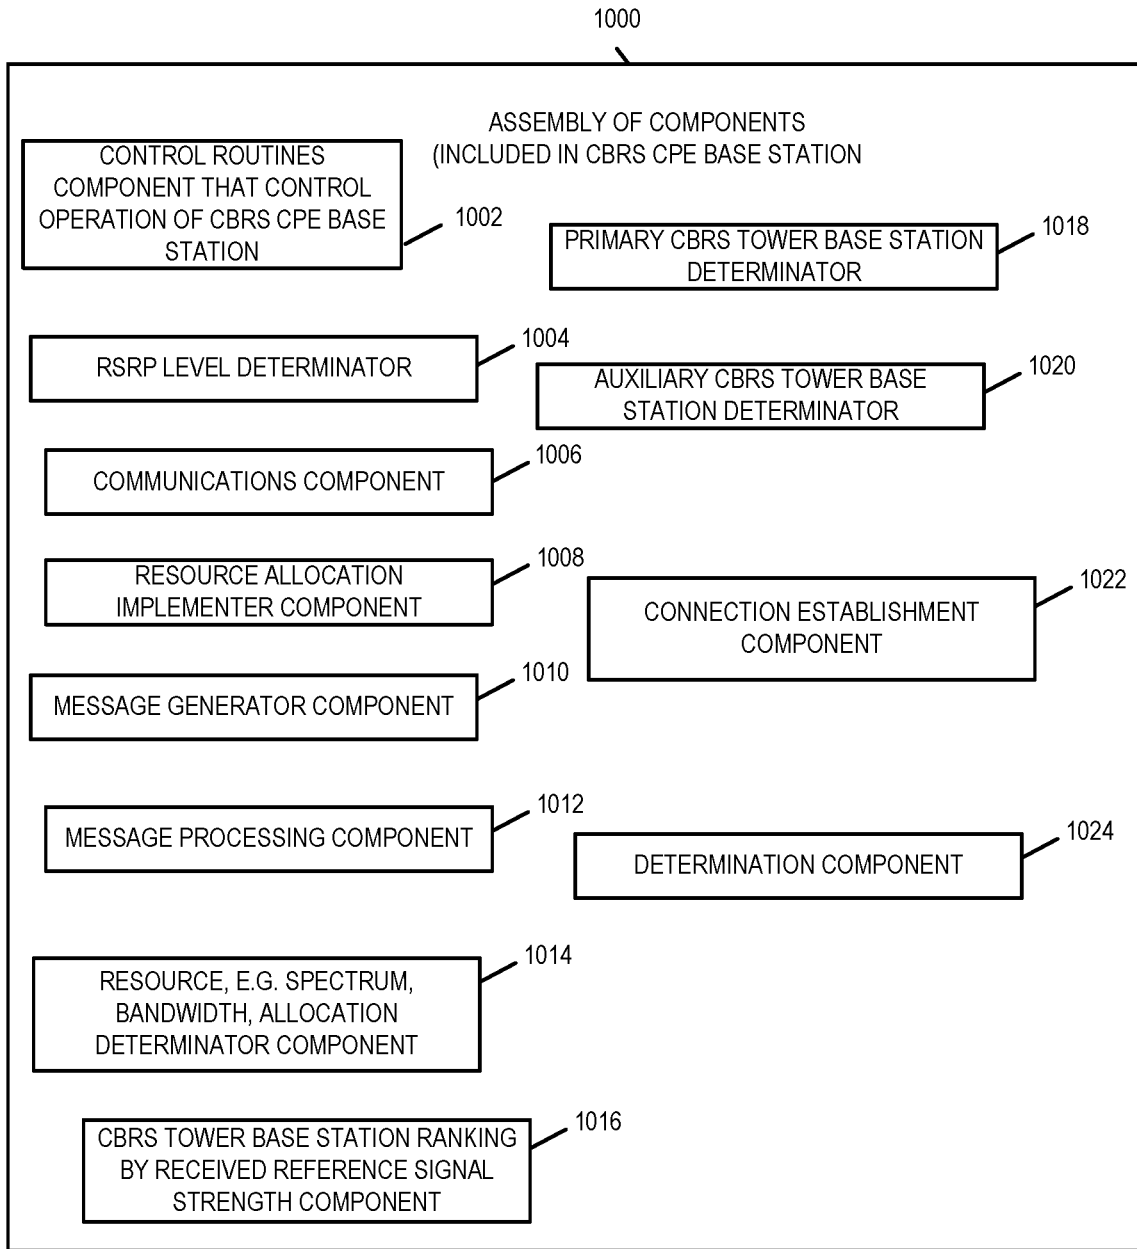 1000
ASSEMBLY OF COMPONENTS
(INCLUDED IN CBRS CPE BASE STATION
CONTROL ROUTINES
COMPONENT THAT CONTROL
OPERATION OF CBRS CPE BASE
STATION
1002
RSRP LEVEL DETERMINATOR
1004
COMMUNICATIONS COMPONENT
1006
RESOURCE ALLOCATION
IMPLEMENTER COMPONENT
1008
MESSAGE GENERATOR COMPONENT
1010
MESSAGE PROCESSING COMPONENT
1012
RESOURCE, E.G. SPECTRUM,
BANDWIDTH, ALLOCATION
DETERMINATOR COMPONENT
1014
CBRS TOWER BASE STATION RANKING
BY RECEIVED REFERENCE SIGNAL
STRENGTH COMPONENT
1016
PRIMARY CBRS TOWER BASE STATION
DETERMINATOR
1018
AUXILIARY CBRS TOWER BASE
STATION DETERMINATOR
1020
CONNECTION ESTABLISHMENT
COMPONENT
1022
DETERMINATION COMPONENT
1024